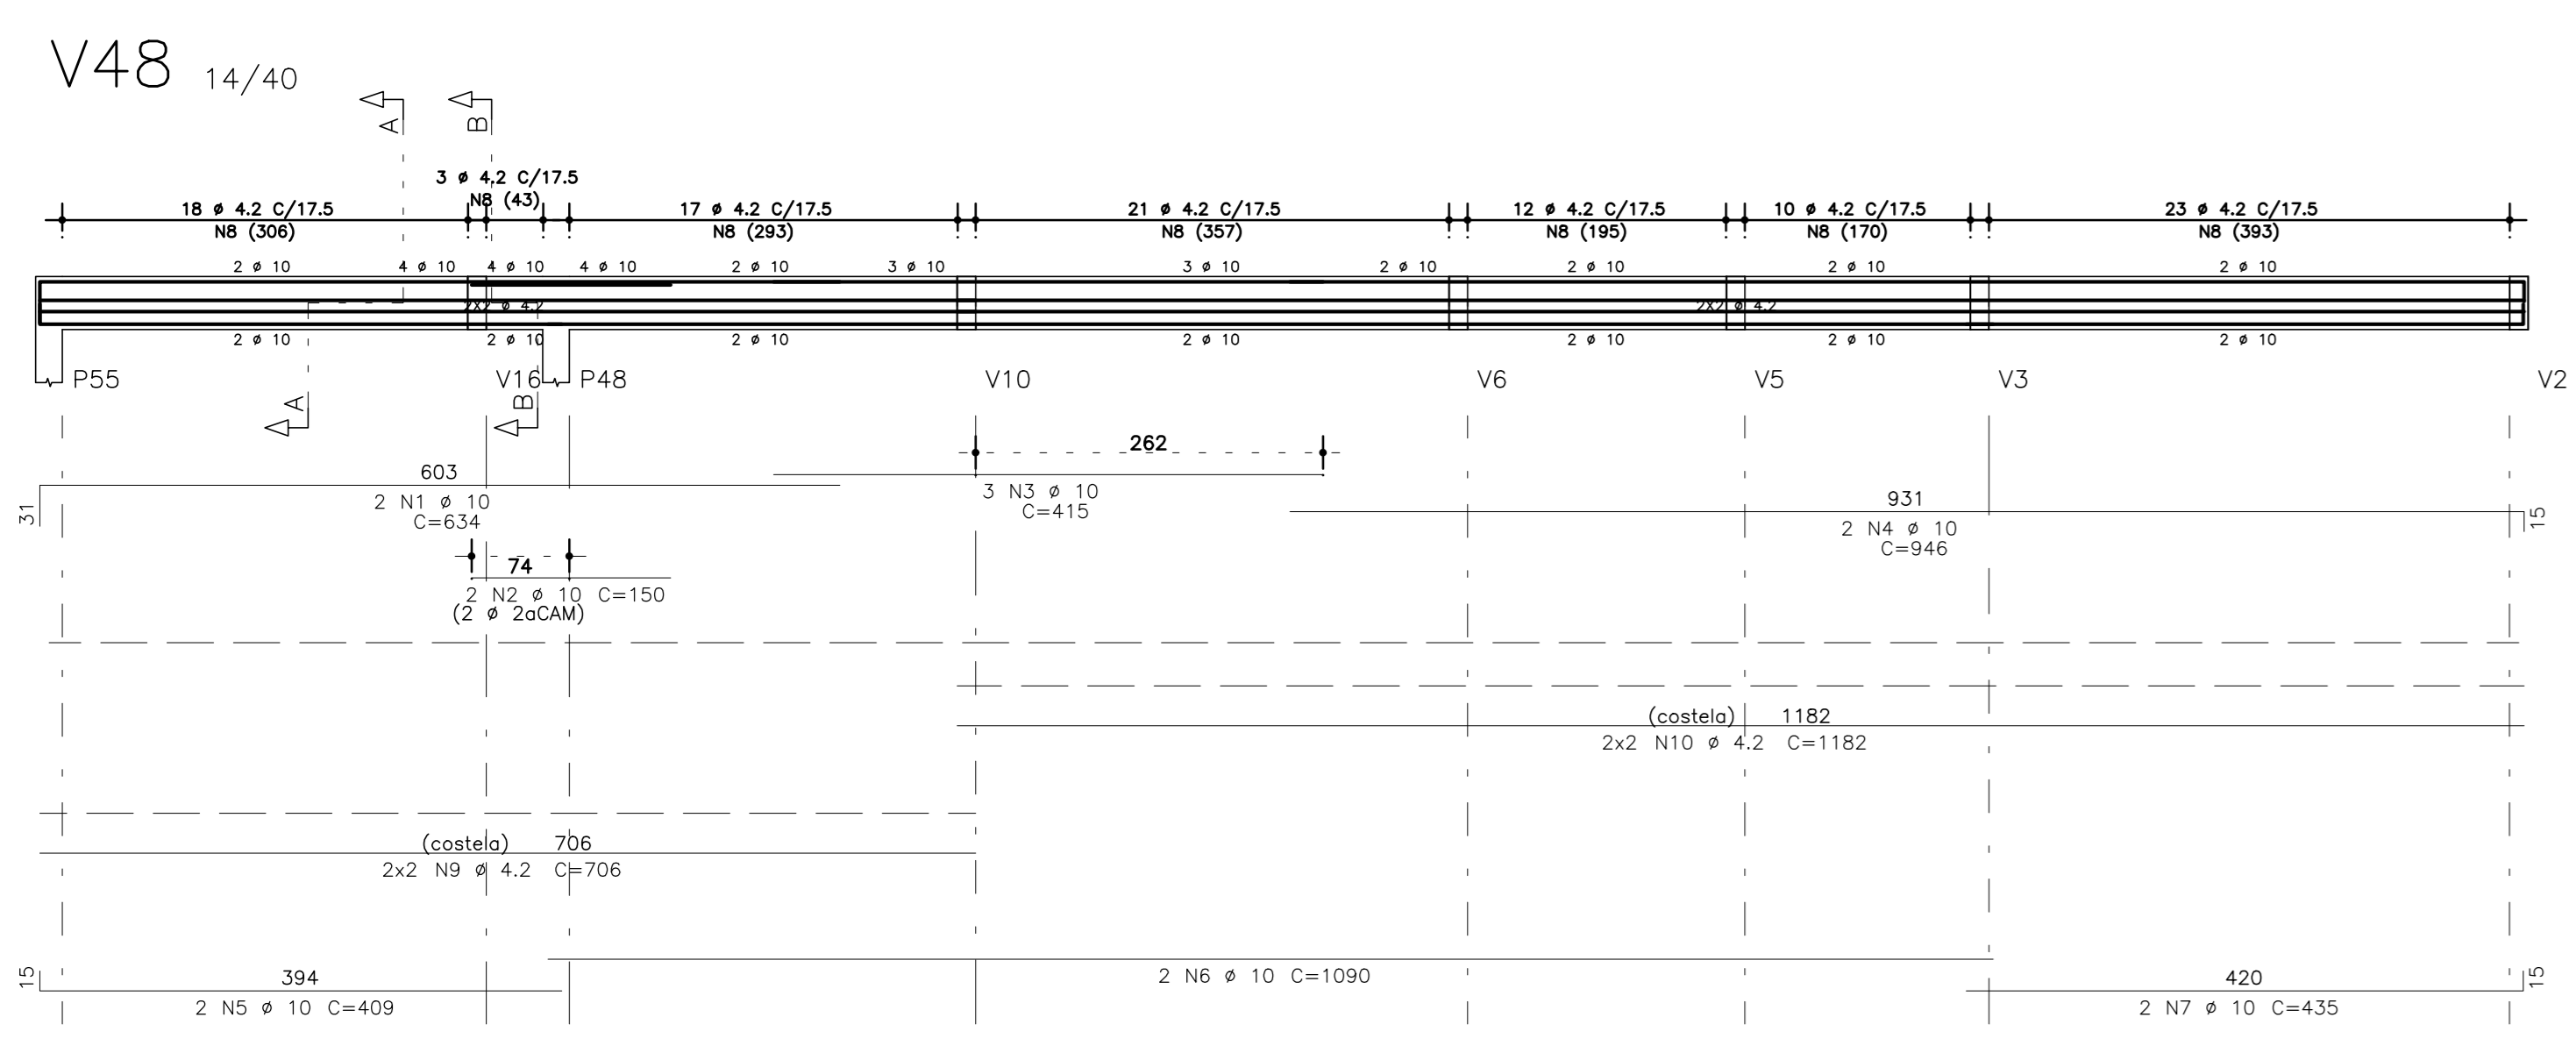 V48 14/40
A B
3 ø 4.2 C/17.5
N8 (43)
18 ø 4.2 C/17.5 17 ø 4.2 C/17.5 21 ø 4.2 C/17.5 12 ø 4.2 C/17.5 10 ø 4.2 C/17.5 23 ø 4.2 C/17.5
N8 (306) N8 (293) N8 (357) N8 (195) N8 (170) N8 (393)
2 ø 10 4 ø 10 4 ø 10 4 ø 10 2 ø 10 3 ø 10 3 ø 10 2 ø 10 2 ø 10 2 ø 10 2 ø 10
2X2 ø 4.2 2X2 ø 4.2
2 ø 10 2 ø 10 2 ø 10 2 ø 10 2 ø 10 2 ø 10 2 ø 10
P55 V16 P48 V10 V6 V5 V3 V2
A B
262
603
31
2 N1 ø 10
C=634
3 N3 ø 10
C=415
931
15
2 N4 ø 10
C=946
74
2 N2 ø 10 C=150
(2 ø 2aCAM)
(costela) 1182
2x2 N10 ø 4.2 C=1182
(costela) 706
2x2 N9 ø 4.2 C=706
15
394
2 N5 ø 10 C=409
2 N6 ø 10 C=1090
420
15
2 N7 ø 10 C=435